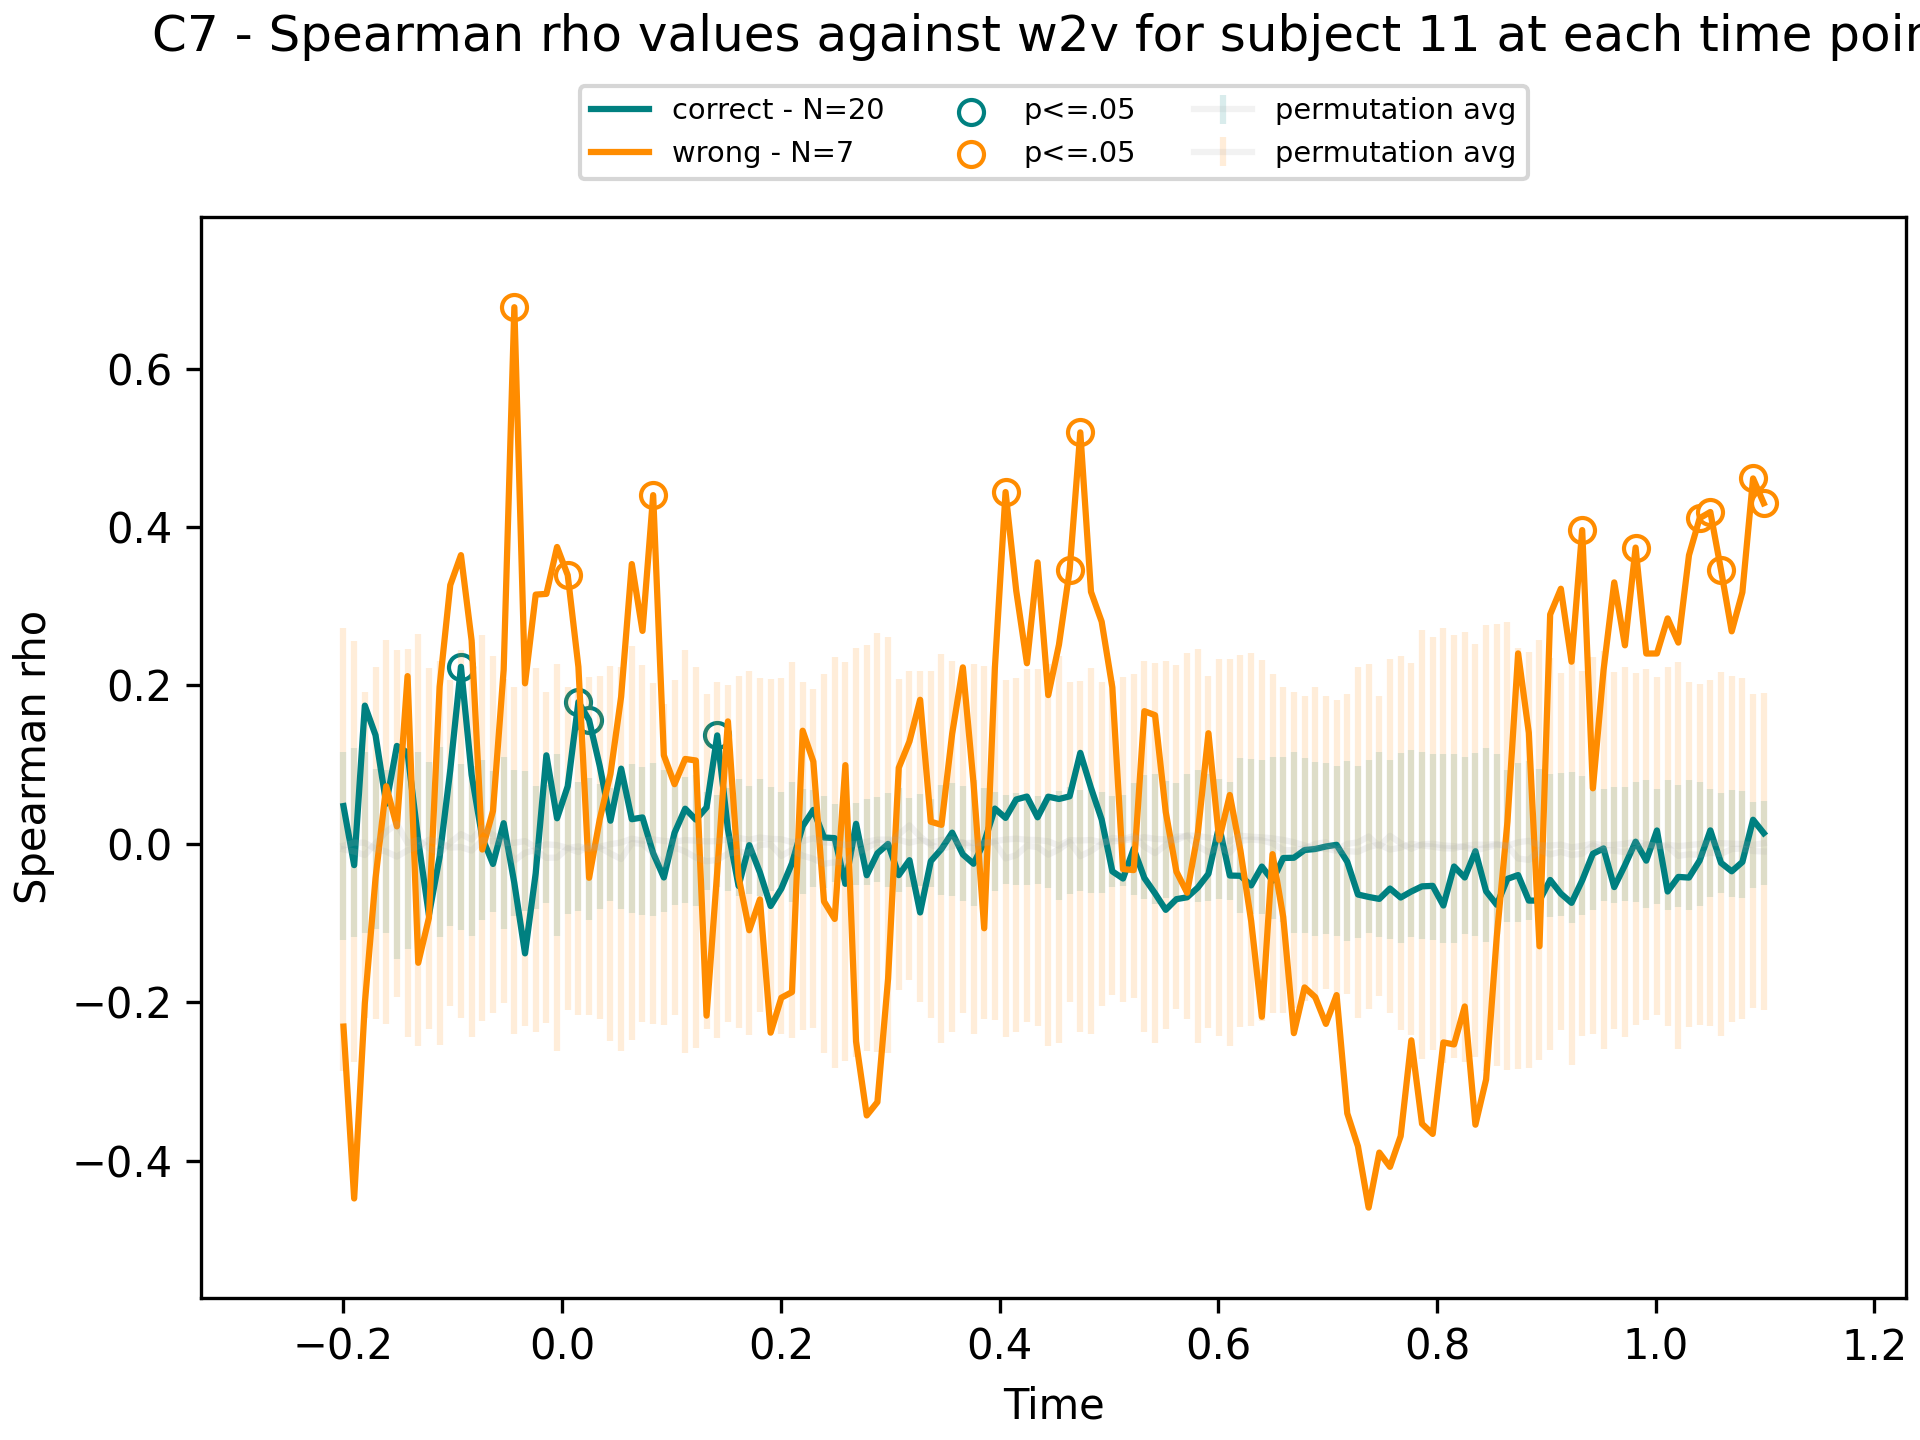 C7 - Spearman rho values against w2v for subject 11 at each time poin
correct - N=20
wrong - N=7
p<=.05
p<=.05
permutation avg
permutation avg
Spearman rho
0.6
0.4
0.2
0.0
−0.2
−0.4
−0.2
0.0
0.2
0.4
0.6
0.8
1.0
1.2
Time